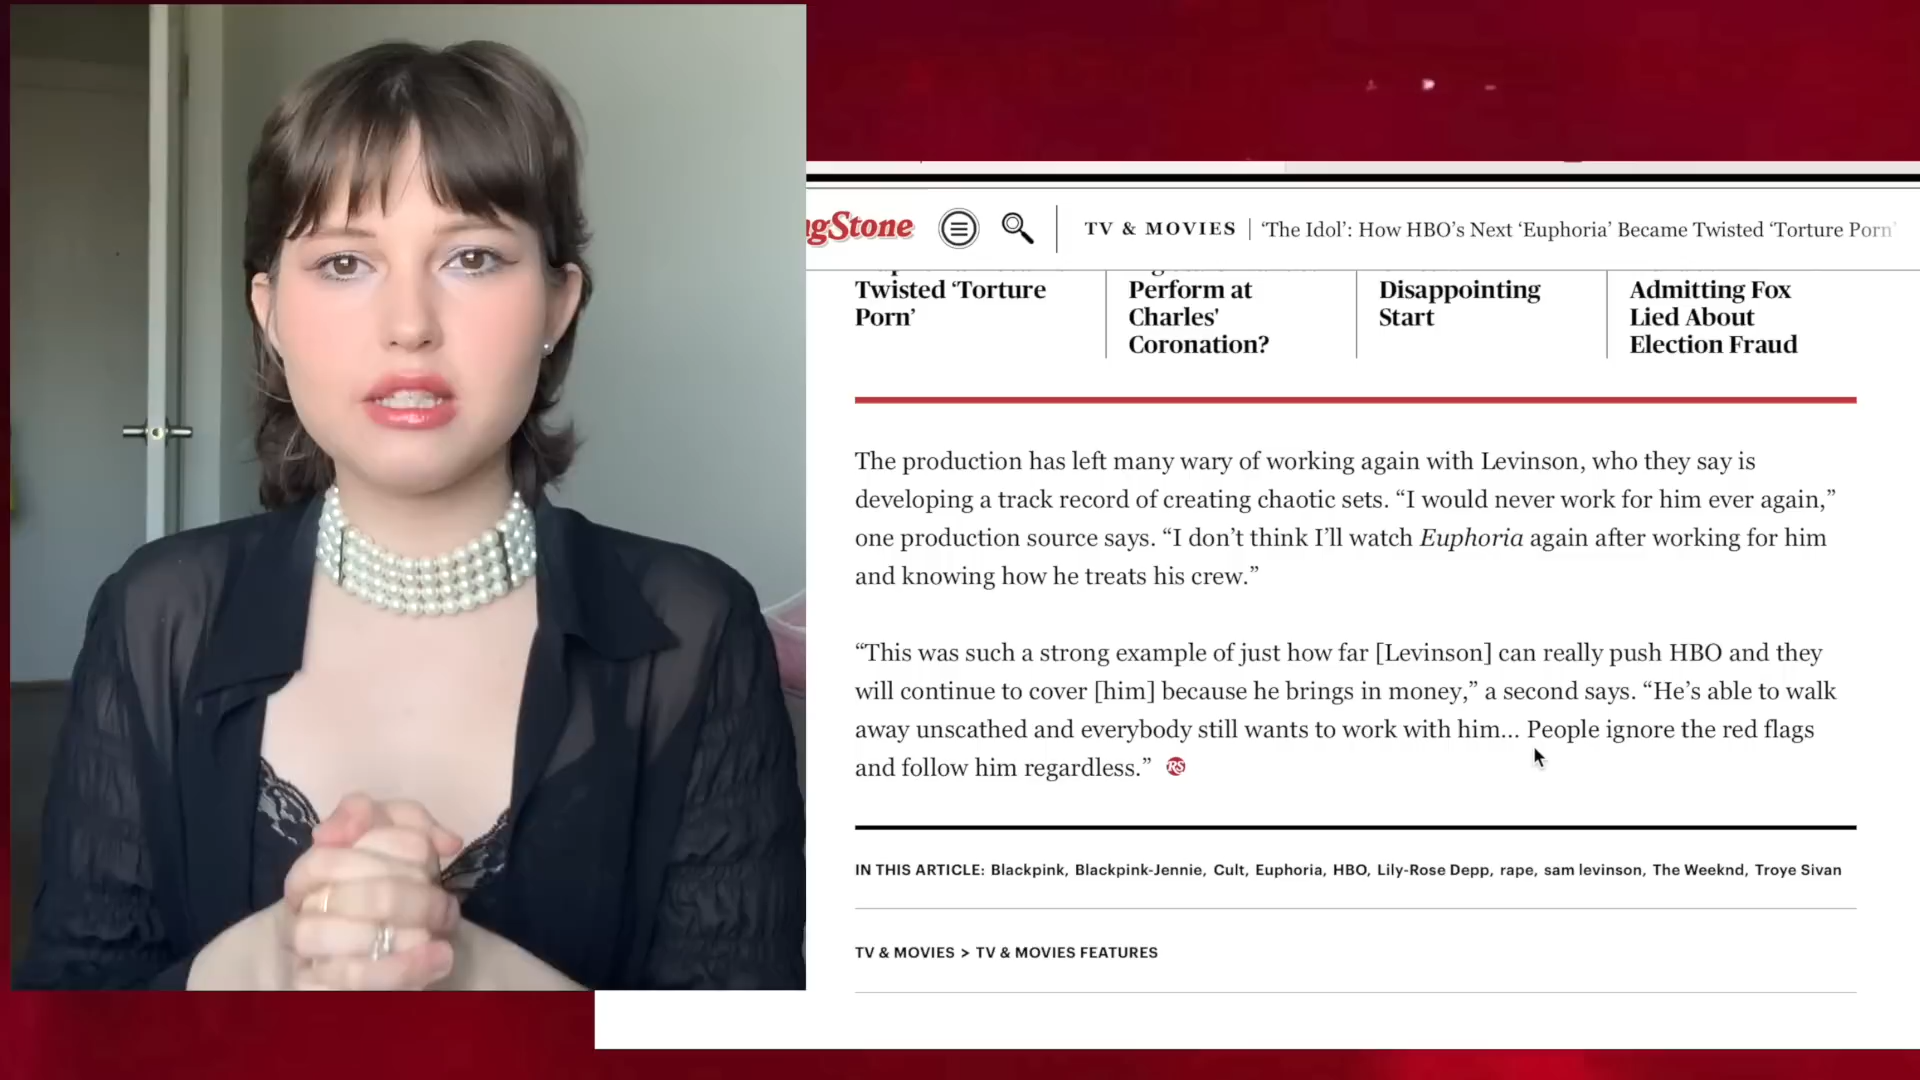 ngStone
TV & MOVIES | ‘The Idol’: How HBO’s Next ‘Euphoria’ Became Twisted ‘Torture Porn’
Twisted ‘Torture
Porn’
Perform at
Charles'
Coronation?
Disappointing
Start
Admitting Fox
Lied About
Election Fraud
The production has left many wary of working again with Levinson, who they say is
developing a track record of creating chaotic sets. “I would never work for him ever again,”
one production source says. “I don’t think I’ll watch Euphoria again after working for him
and knowing how he treats his crew.”
“This was such a strong example of just how far [Levinson] can really push HBO and they
will continue to cover [him] because he brings in money,” a second says. “He’s able to walk
away unscathed and everybody still wants to work with him... People ignore the red flags
and follow him regardless.” RS
IN THIS ARTICLE: Blackpink, Blackpink-Jennie, Cult, Euphoria, HBO, Lily-Rose Depp, rape, sam levinson, The Weeknd, Troye Sivan
TV & MOVIES > TV & MOVIES FEATURES